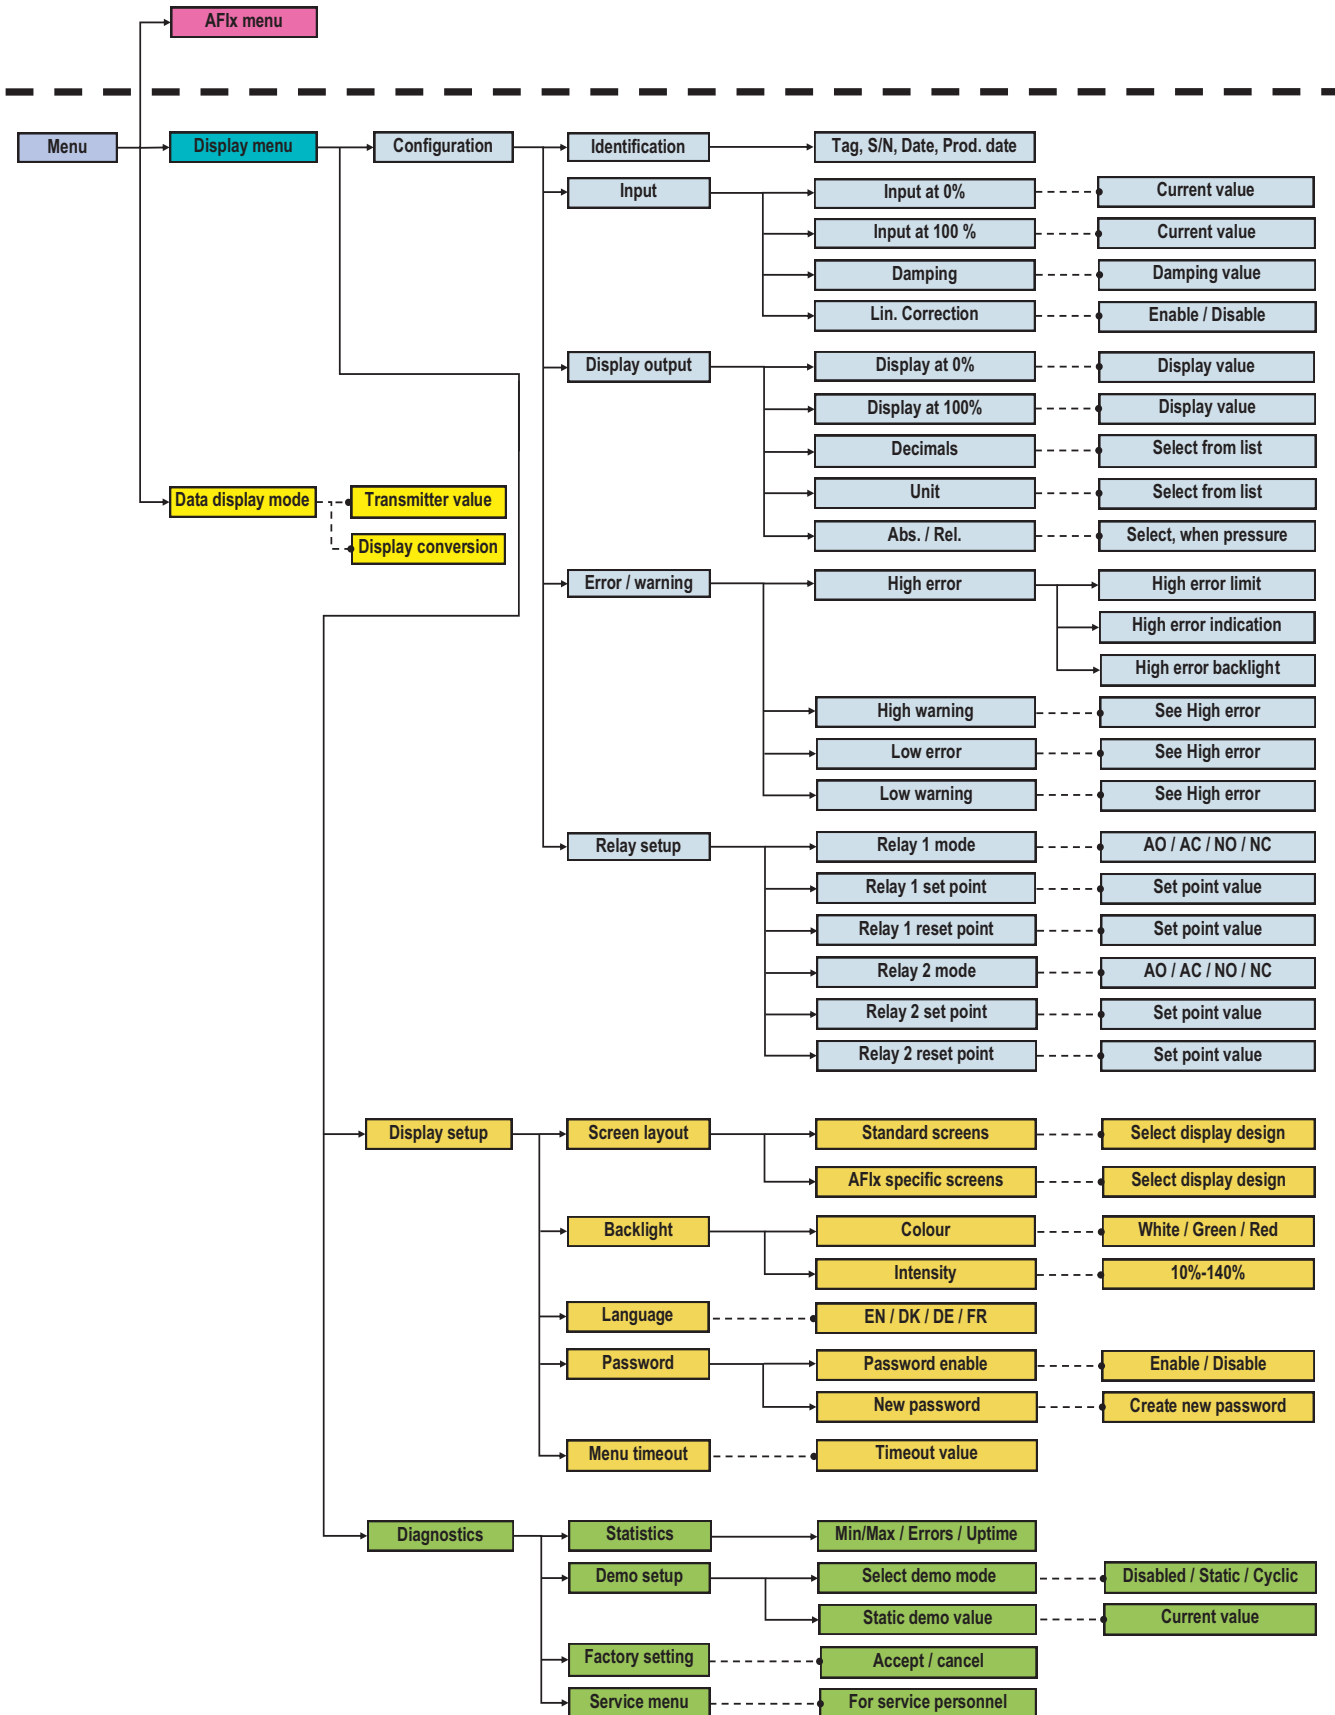 AFIx menu
Menu
Display menu
Configuration
Identification
Tag, S/N, Date, Prod. date
Input
Input at 0%
Current value
Input at 100 %
Current value
Damping
Damping value
Lin. Correction
Enable / Disable
Display output
Display at 0%
Display value
Display at 100%
Display value
Decimals
Select from list
Unit
Select from list
Abs. / Rel.
Select, when pressure
Data display mode
Transmitter value
Display conversion
Error / warning
High error
High error limit
High error indication
High error backlight
High warning
See High error
Low error
See High error
Low warning
See High error
Relay setup
Relay 1 mode
AO / AC / NO / NC
Relay 1 set point
Set point value
Relay 1 reset point
Set point value
Relay 2 mode
AO / AC / NO / NC
Relay 2 set point
Set point value
Relay 2 reset point
Set point value
Display setup
Screen layout
Standard screens
Select display design
AFIx specific screens
Select display design
Backlight
Colour
White / Green / Red
Intensity
10%-140%
Language
EN / DK / DE / FR
Password
Password enable
Enable / Disable
New password
Create new password
Menu timeout
Timeout value
Diagnostics
Statistics
Min/Max / Errors / Uptime
Demo setup
Select demo mode
Disabled / Static / Cyclic
Static demo value
Current value
Factory setting
Accept / cancel
Service menu
For service personnel